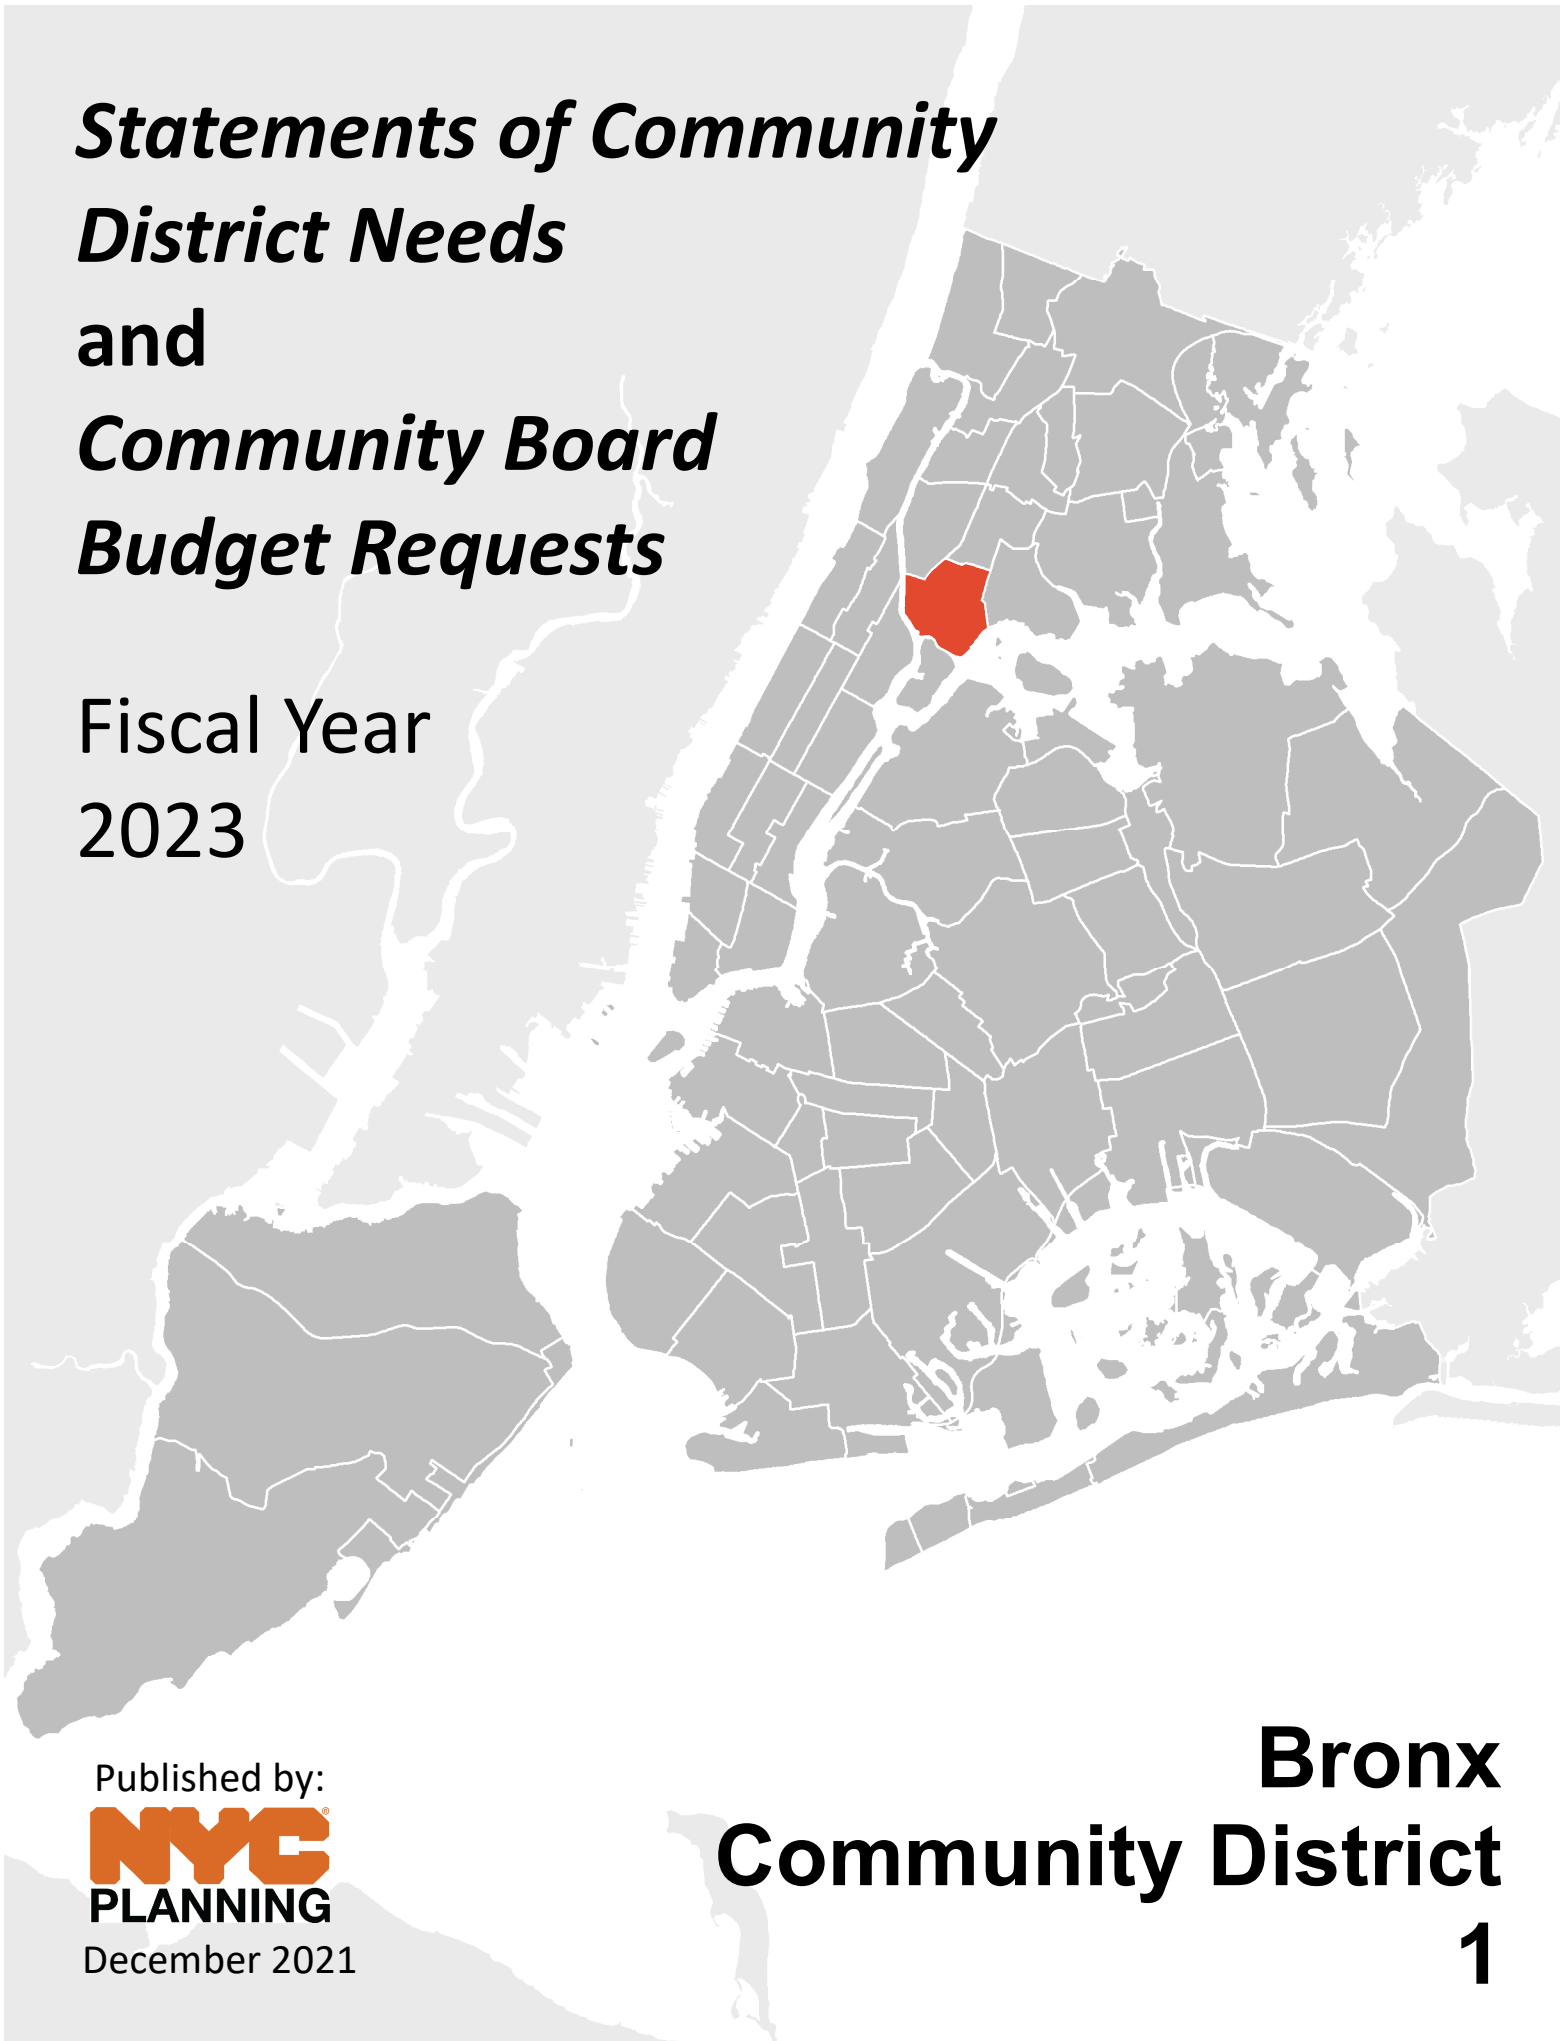 Statements of Community
District Needs
and
Community Board
Budget Requests
Fiscal Year
2023
Published by:
NYC®
PLANNING
December 2021
Bronx
Community District
1